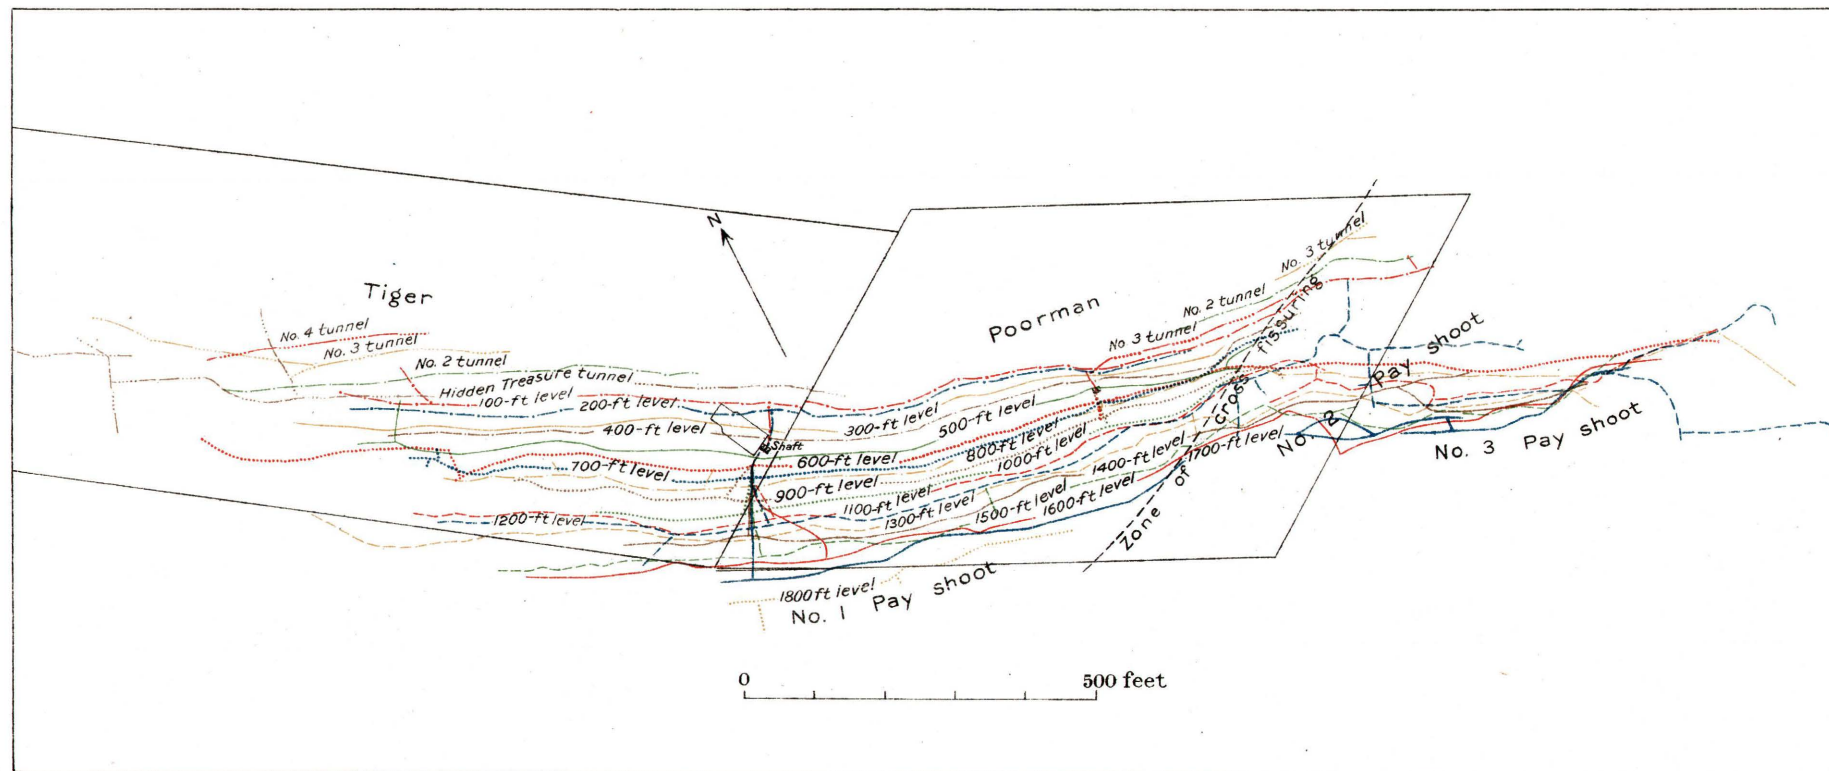 N
No. 3 tunnel
Tiger
No. 4 tunnel
No. 3 tunnel
No. 2 tunnel
Poorman
No. 2 tunnel
No. 3 tunnel
Hidden Treasure tunnel
100-ft level
200-ft level
300-ft level
400-ft level
500-ft level
Shaft
600-ft level
700-ft level
800-ft level
900-ft level
1000-ft level
1100-ft level
1200-ft level
1300-ft level
1400-ft level
1500-ft level
1600-ft level
1700-ft level
1800 ft level
Zone of cross fissuring
No. 1 Pay shoot
No. 2 Pay shoot
No. 3 Pay shoot
0 500 feet